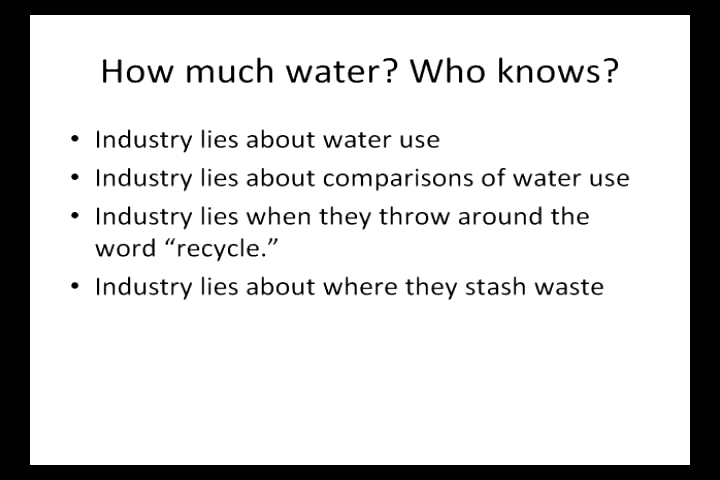 How much water? Who knows?
• Industry lies about water use
• Industry lies about comparisons of water use
• Industry lies when they throw around the
word “recycle.”
• Industry lies about where they stash waste